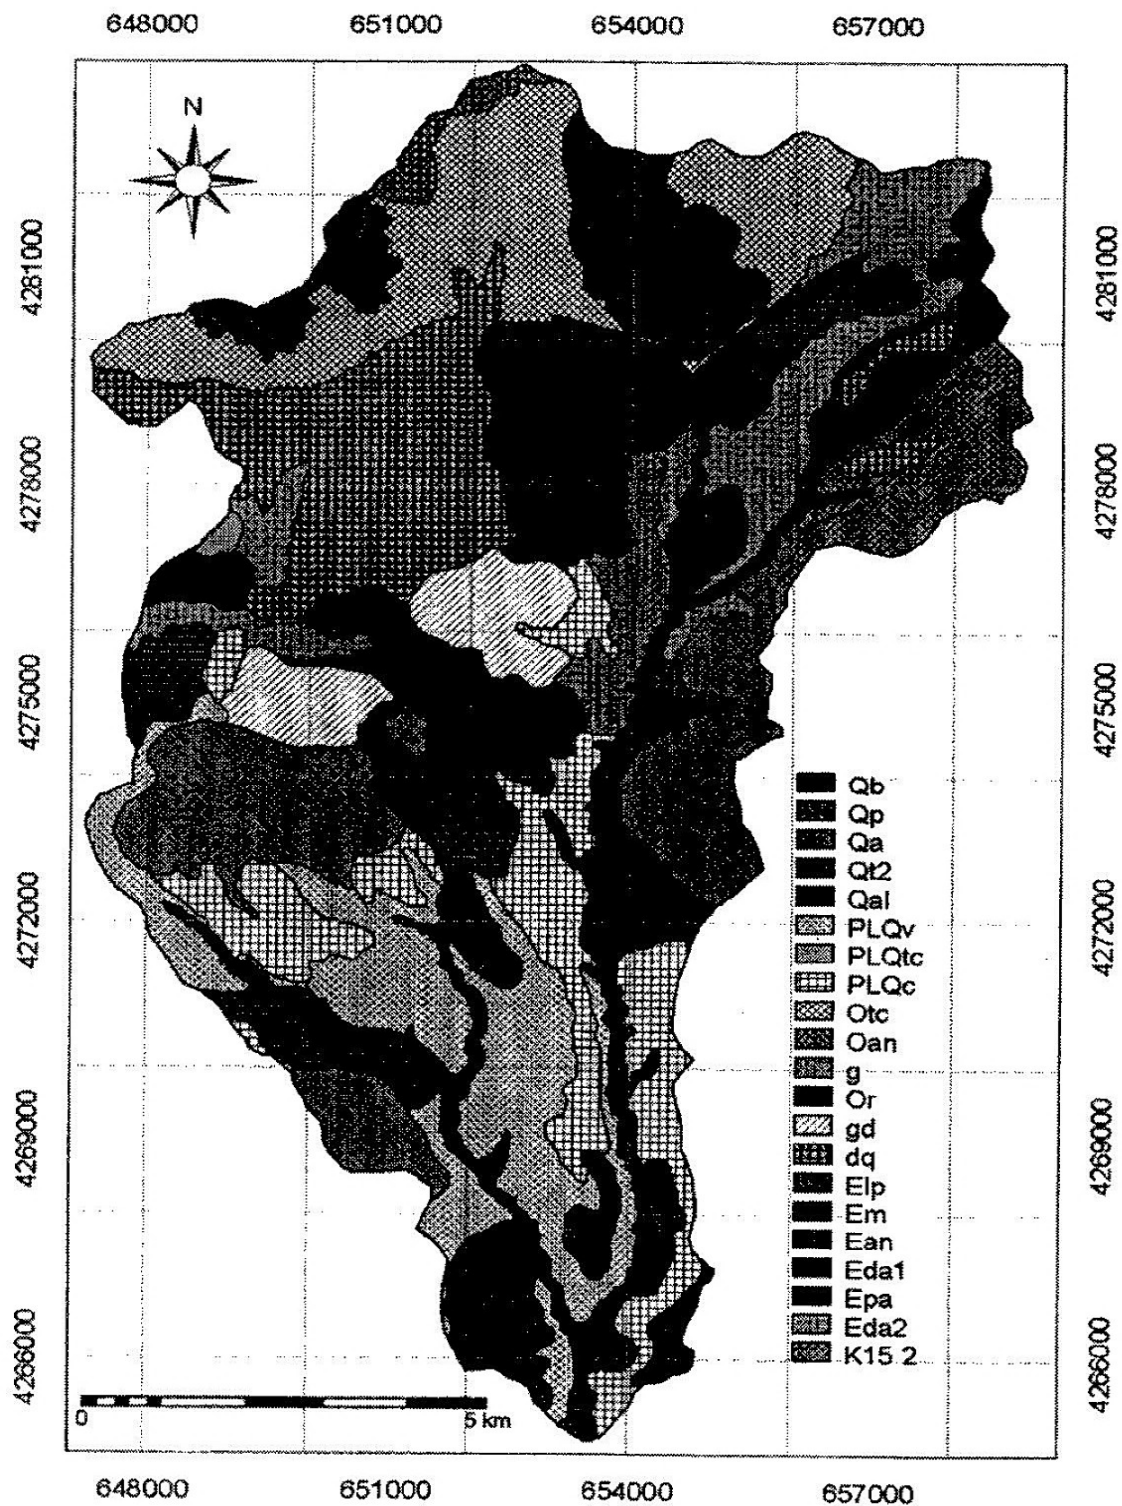 648000 651000 654000 657000
N
4281000 4281000
4278000 4278000
4275000 4275000
Qb
Qp
Qa
Qt2
Qal
PLQv
4272000 4272000
PLQtc
PLQc
Otc
Oan
g
Or
4269000 4269000
gd
dq
Elp
Em
Ean
Eda1
Epa
Eda2
4266000 4266000
K15 2
0 5 km
648000 651000 654000 657000